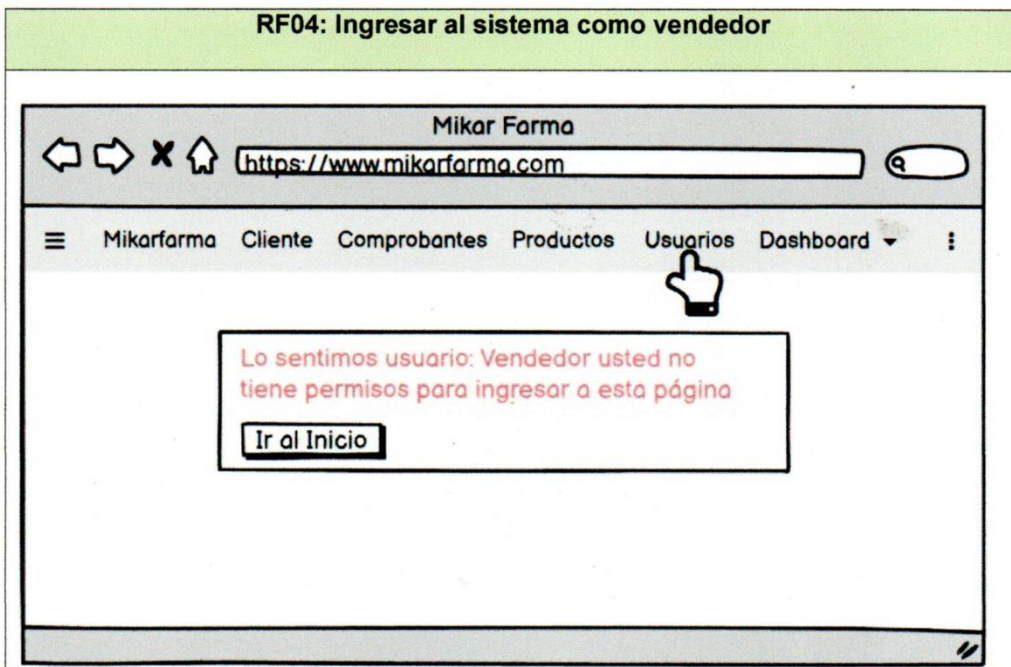 RF04: Ingresar al sistema como vendedor
Mikar Farma
https://www.mikarfarma.com
Mikarfarma Cliente Comprobantes Productos Usuarios Dashboard
Lo sentimos usuario: Vendedor usted no
tiene permisos para ingresar a esta página
Ir al Inicio